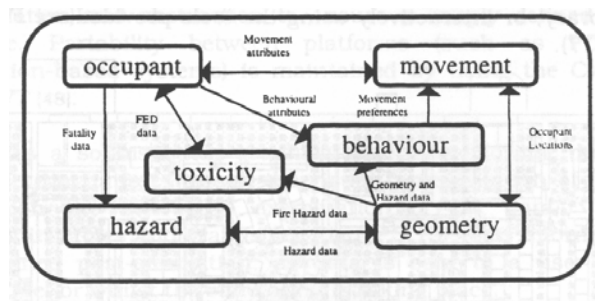 Movement
attributes
occupant
movement
Behavioural
attributes
Movement
preferences
Fatality
data
FED
data
Occupant
Locations
behaviour
toxicity
Geometry and
Hazard data
hazard
Fire Hazard data
geometry
Hazard data